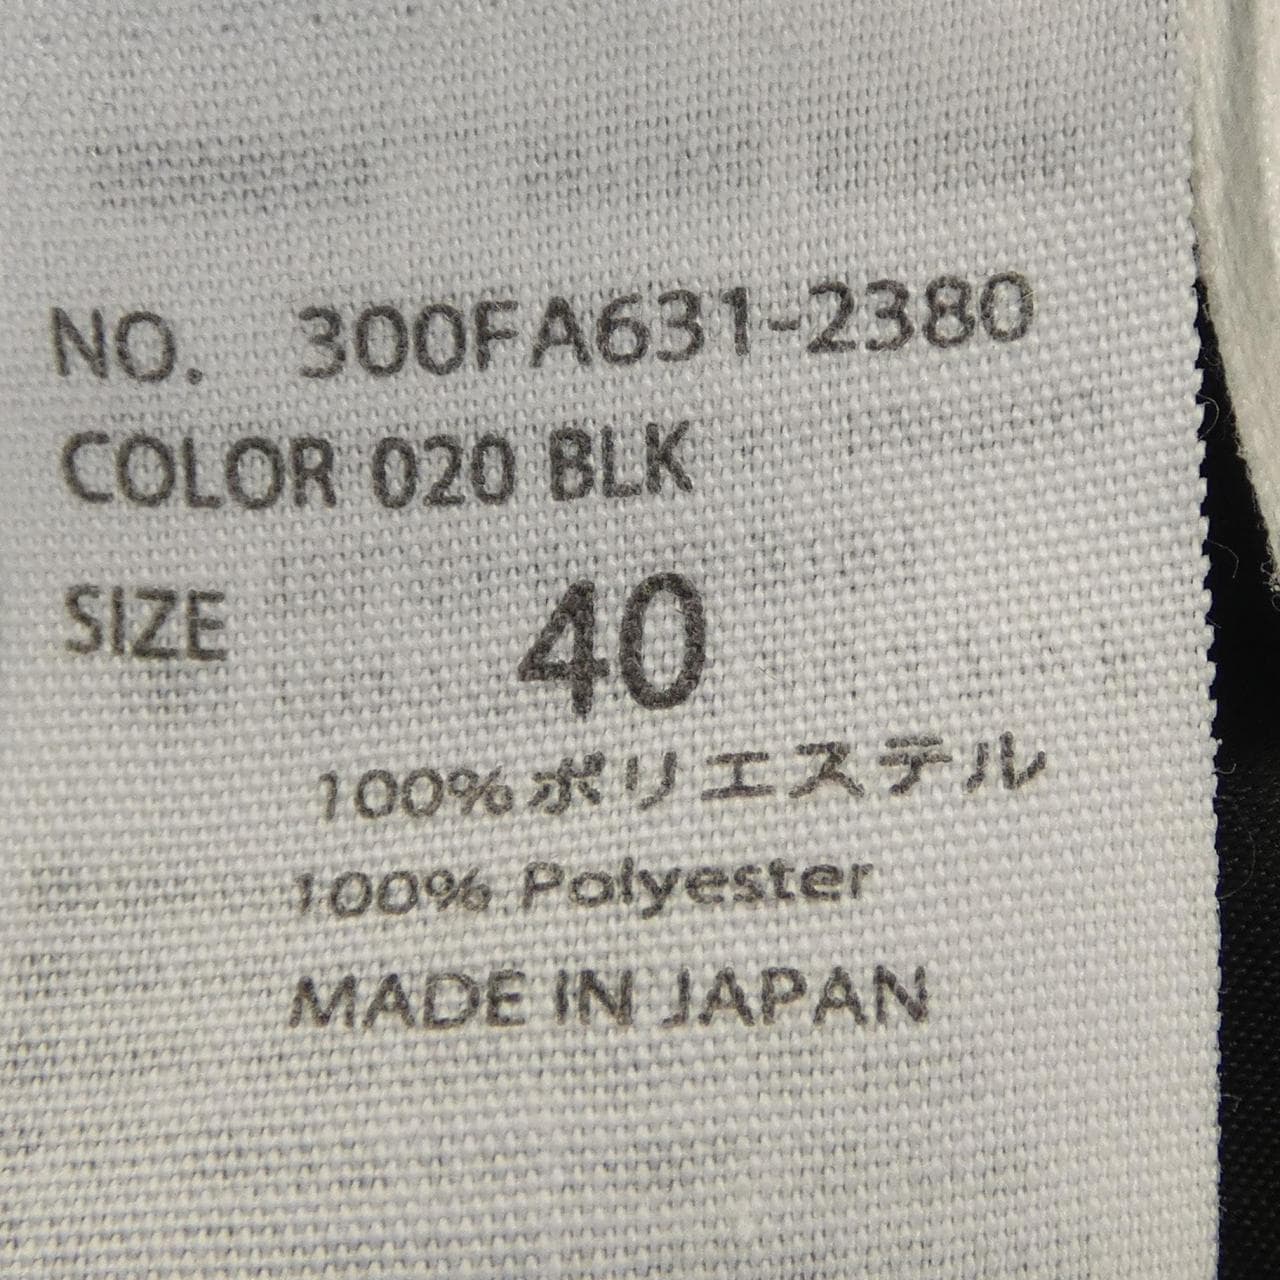 NO. 300FA631-2380
COLOR 020 BLK
SIZE 40
100%ポリエステル
100% Polyester
MADE IN JAPAN